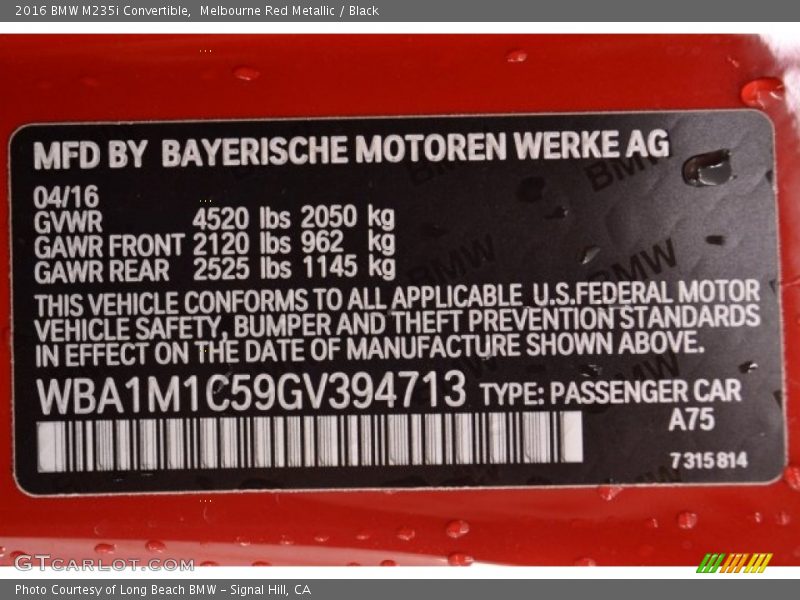 2016 BMW M235i Convertible,  Melbourne Red Metallic / Black
MFD BY BAYERISCHE MOTOREN WERKE AG
04/16
GVWR 4520 lbs 2050 kg
GAWR FRONT 2120 lbs 962 kg
GAWR REAR 2525 lbs 1145 kg
THIS VEHICLE CONFORMS TO ALL APPLICABLE U.S.FEDERAL MOTOR
VEHICLE SAFETY, BUMPER AND THEFT PREVENTION STANDARDS
IN EFFECT ON THE DATE OF MANUFACTURE SHOWN ABOVE.
WBA1M1C59GV394713 TYPE: PASSENGER CAR
A75
7 315 814
GTCARLOT.COM
Photo Courtesy of Long Beach BMW – Signal Hill, CA